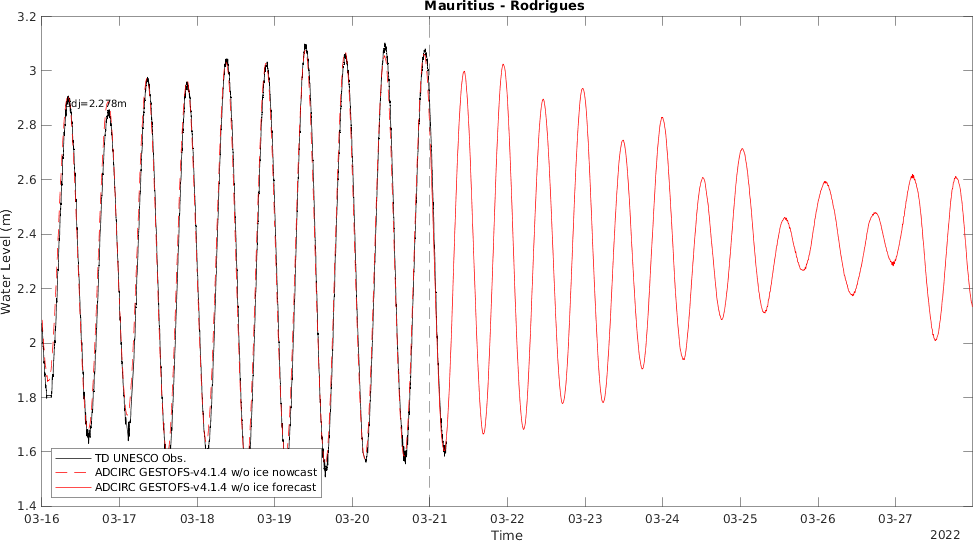 Mauritius - Rodrigues
3.2
3
2.8
2.6
2.4
2.2
2
1.8
1.6
1.4
Water Level (m)
adj=2.278m
TD UNESCO Obs.
ADCIRC GESTOFS-v4.1.4 w/o ice nowcast
ADCIRC GESTOFS-v4.1.4 w/o ice forecast
03-16 03-17 03-18 03-19 03-20 03-21 03-22 03-23 03-24 03-25 03-26 03-27
Time
2022